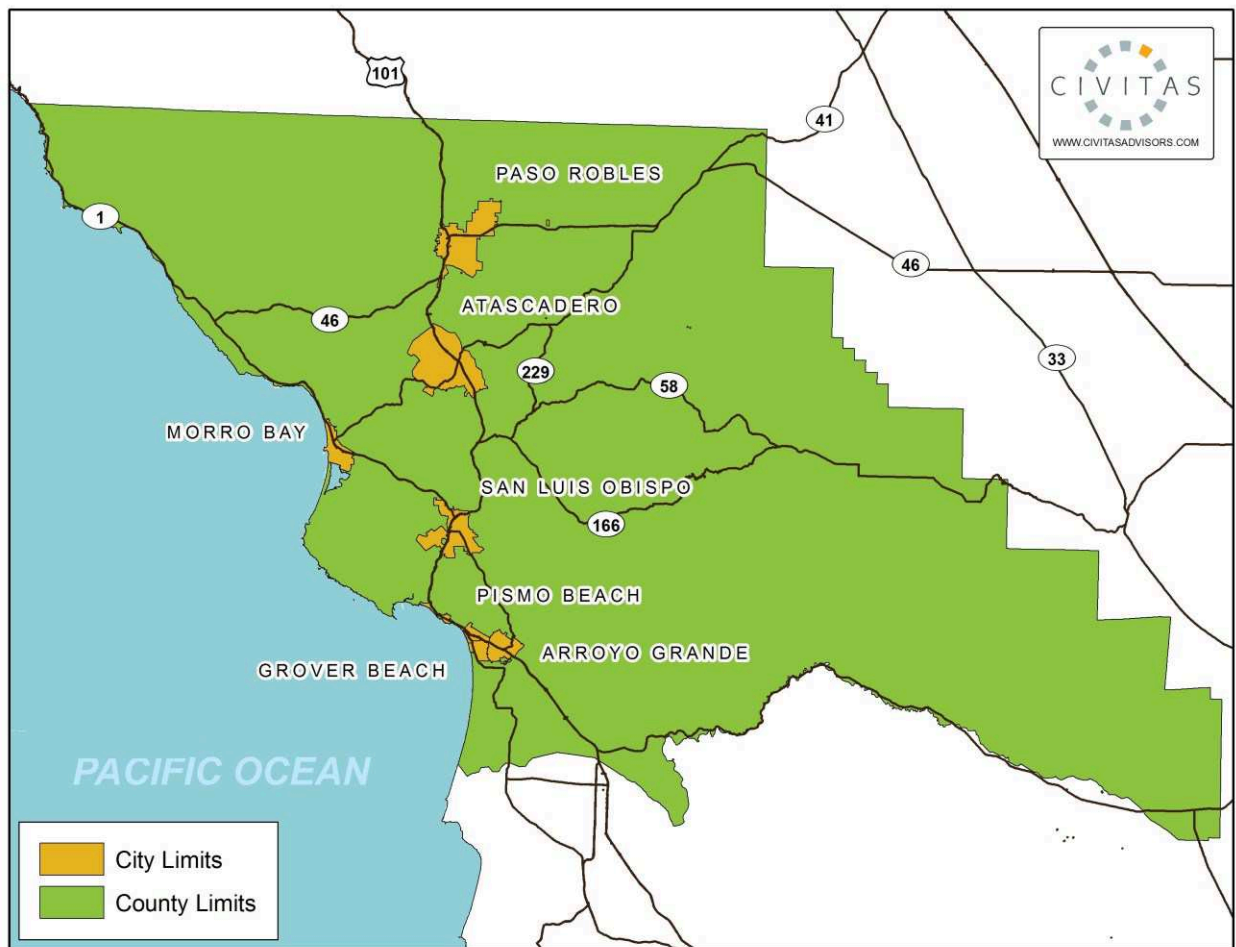 101
CIVITAS
WWW.CIVITASADVISORS.COM
41
PASO ROBLES
1
46
ATASCADERO
46
33
229
58
MORRO BAY
SAN LUIS OBISPO
166
PISMO BEACH
ARROYO GRANDE
GROVER BEACH
PACIFIC OCEAN
City Limits
County Limits